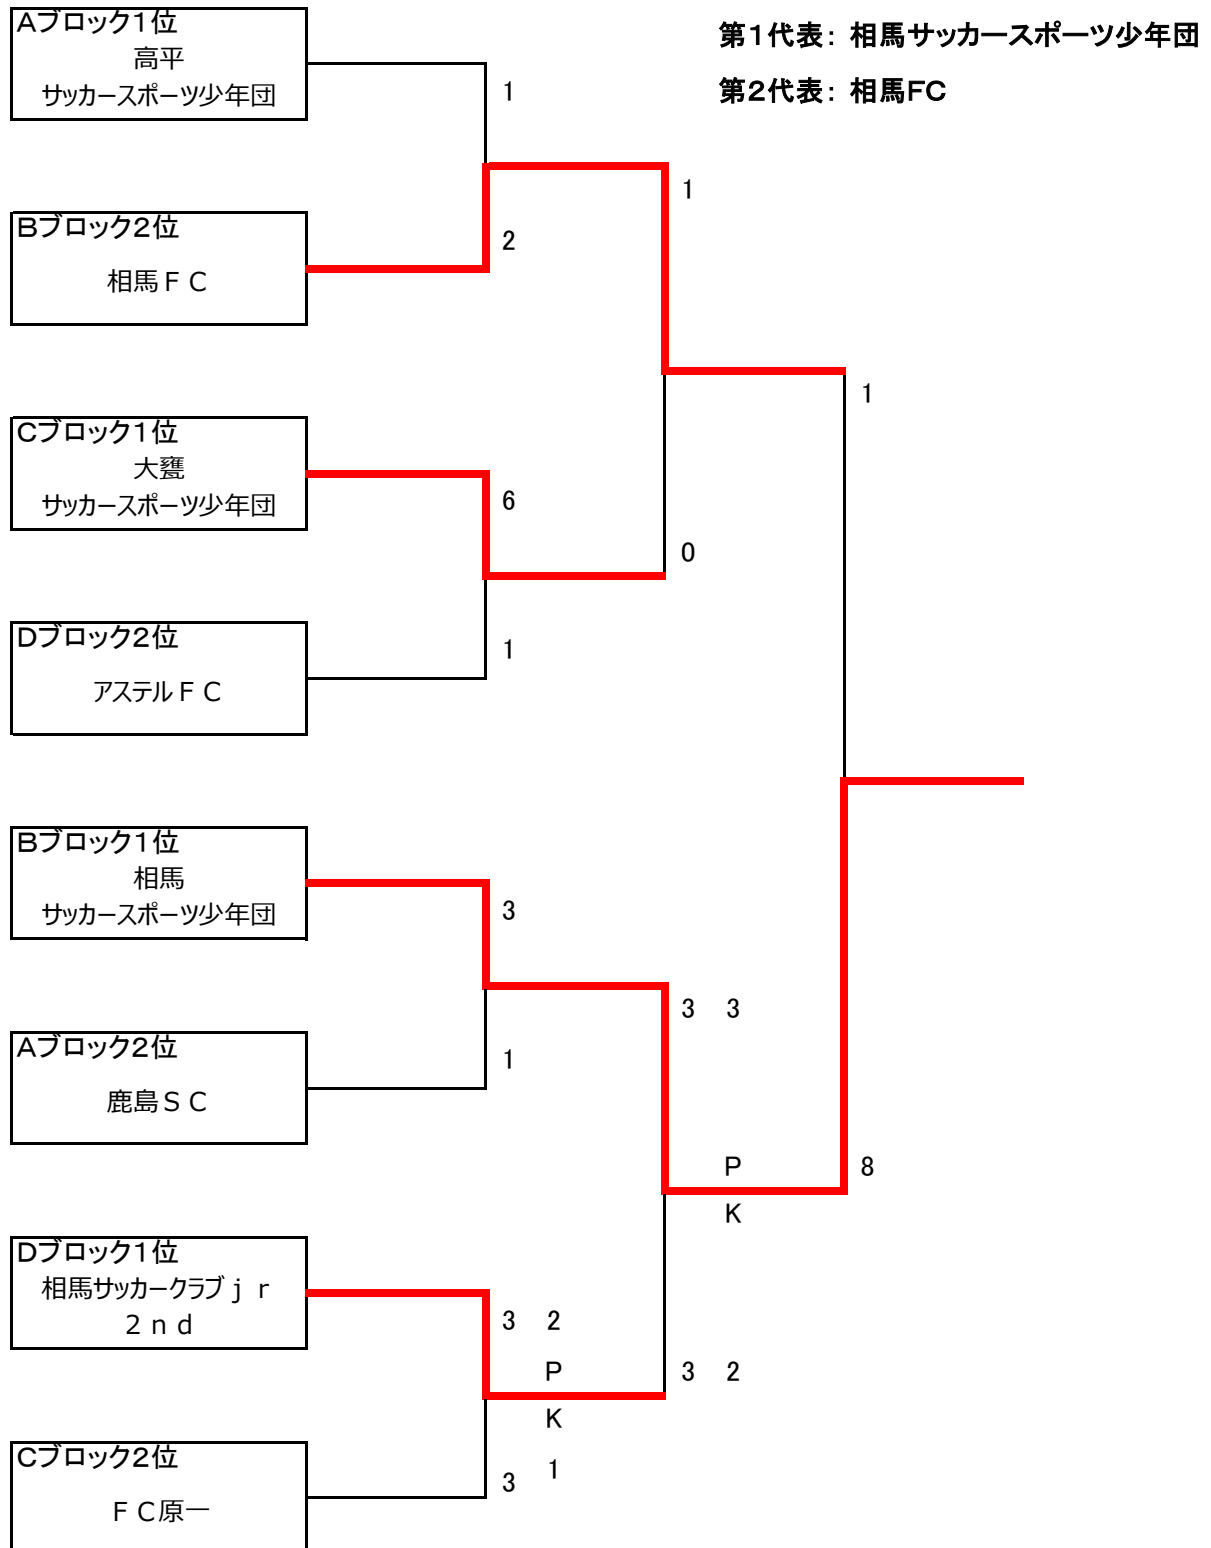 Aブロック1位
高平
サッカースポーツ少年団
第1代表: 相馬サッカースポーツ少年団
第2代表: 相馬FC
1
1
Bブロック2位
相馬FC
2
1
Cブロック1位
大甕
サッカースポーツ少年団
6
0
Dブロック2位
アステルFC
1
Bブロック1位
相馬
サッカースポーツ少年団
3
3 3
Aブロック2位
鹿島SC
1
P
K
8
Dブロック1位
相馬サッカークラブjr
2nd
3 2
P
K
3 2
Cブロック2位
FC原一
3 1